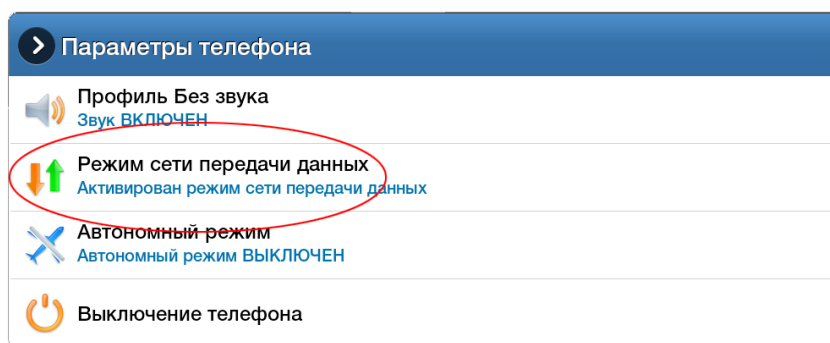 Параметры телефона
Профиль Без звука
Звук ВКЛЮЧЕН
Режим сети передачи данных
Активирован режим сети передачи данных
Автономный режим
Автономный режим ВЫКЛЮЧЕН
Выключение телефона